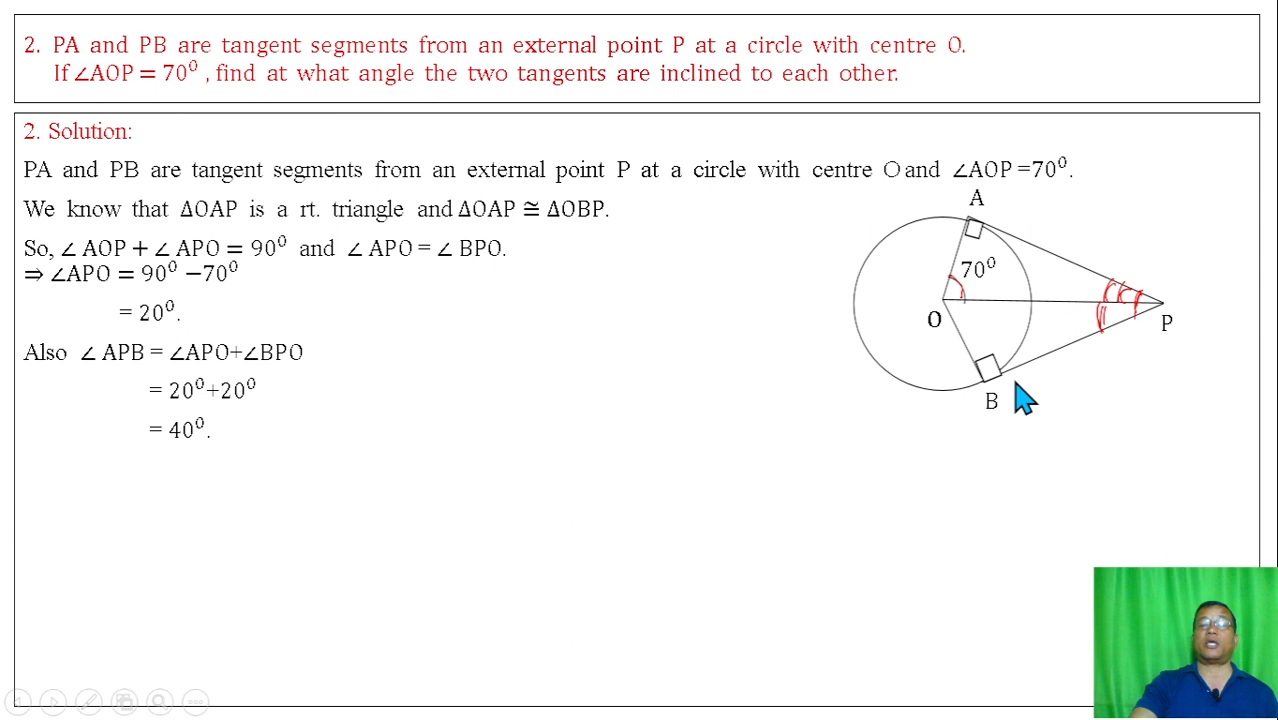 2. PA and PB are tangent segments from an external point P at a circle with centre O.
If ∠AOP = 70⁰ , find at what angle the two tangents are inclined to each other.
2. Solution:
PA and PB are tangent segments from an external point P at a circle with centre O and ∠AOP =70⁰.
We know that ΔOAP is a rt. triangle and ΔOAP ≅ ΔOBP.
So, ∠ AOP + ∠ APO = 90⁰ and ∠ APO = ∠ BPO.
⇒ ∠APO = 90⁰ −70⁰
= 20⁰.
Also ∠ APB = ∠APO+∠BPO
= 20⁰+20⁰
= 40⁰.
A
70⁰
O
P
B